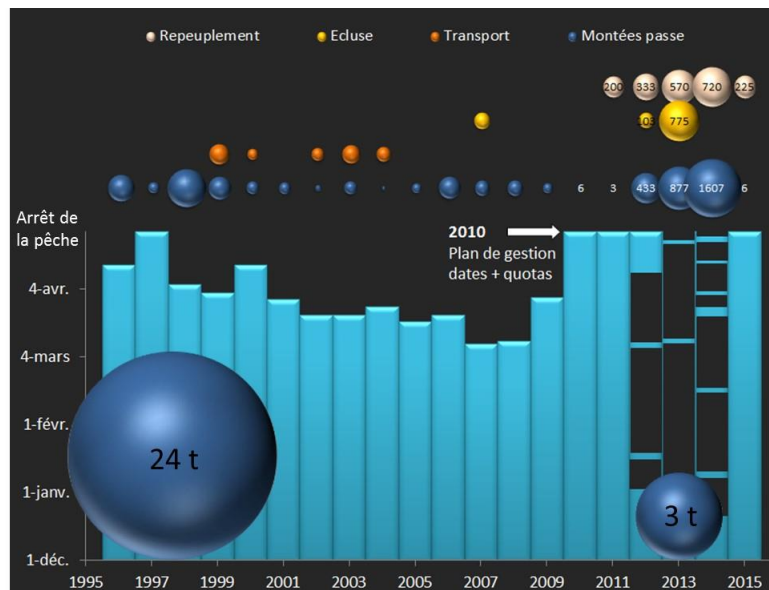 Repeuplement Ecluse Transport Montées passe
200 333 570 720 225
103 775
6 3 433 877 1607 6
Arrêt de
la pêche
2010
Plan de gestion
dates + quotas
4-avr.
4-mars
1-févr.
1-janv.
1-déc.
24 t
3 t
1995 1997 1999 2001 2003 2005 2007 2009 2011 2013 2015